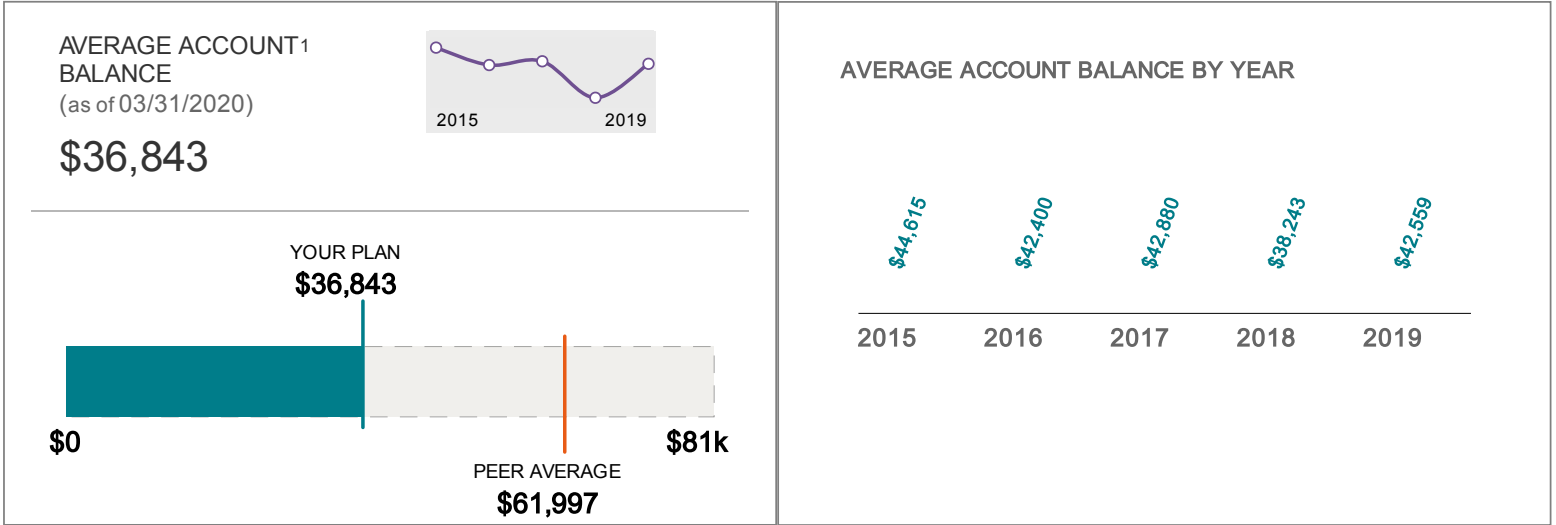 AVERAGE ACCOUNT1
BALANCE
(as of 03/31/2020)
$36,843
2015 2019
YOUR PLAN
$36,843
$0 $81k
PEER AVERAGE
$61,997
AVERAGE ACCOUNT BALANCE BY YEAR
$44,615 $42,400 $42,880 $38,243 $42,559
2015 2016 2017 2018 2019